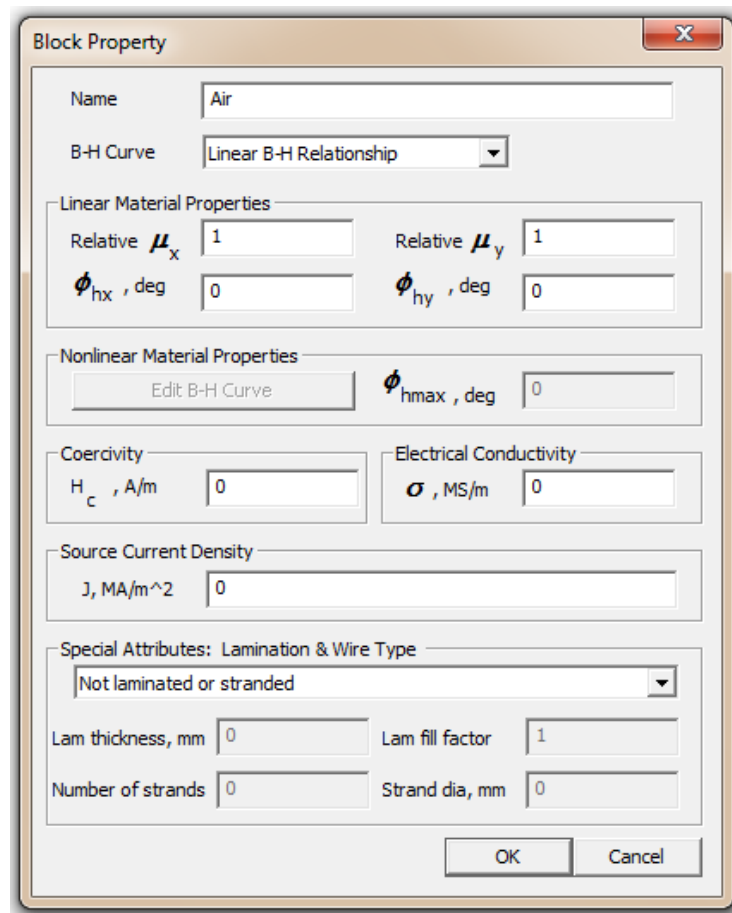 Block Property
Name Air
B-H Curve Linear B-H Relationship
Linear Material Properties
Relative μx 1 Relative μy 1
ϕhx , deg 0 ϕhy , deg 0
Nonlinear Material Properties
Edit B-H Curve ϕhmax , deg 0
Coercivity Electrical Conductivity
Hc , A/m 0 σ , MS/m 0
Source Current Density
J, MA/m^2 0
Special Attributes: Lamination & Wire Type
Not laminated or stranded
Lam thickness, mm 0 Lam fill factor 1
Number of strands 0 Strand dia, mm 0
OK Cancel